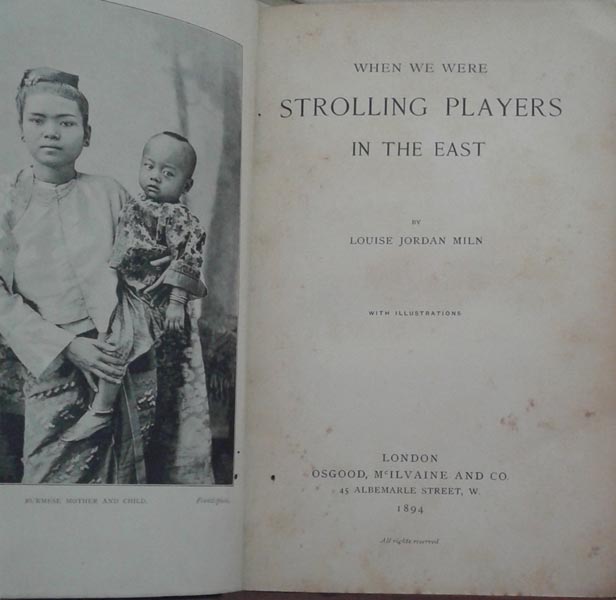 BURMESE MOTHER AND CHILD. Frontispiece.
WHEN WE WERE
STROLLING PLAYERS
IN THE EAST
BY
LOUISE JORDAN MILN
WITH ILLUSTRATIONS
LONDON
OSGOOD, McILVAINE AND CO.
45 ALBEMARLE STREET, W.
1894
All rights reserved